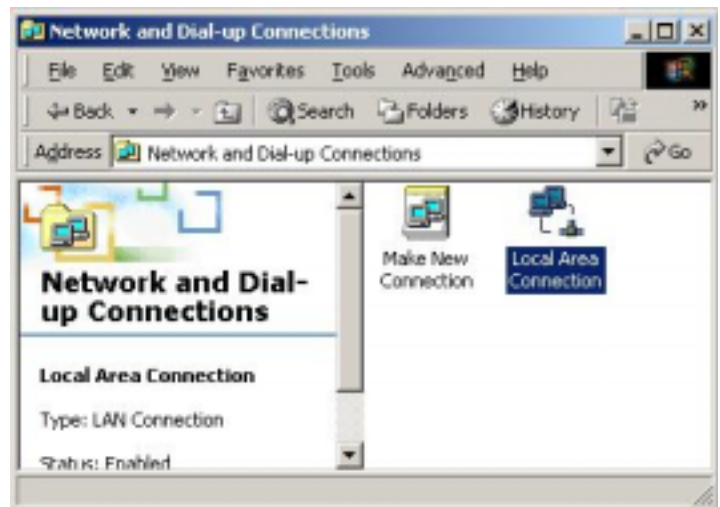 Network and Dial-up Connections
File Edit View Favorites Tools Advanced Help
Back Search Folders History »
Address Network and Dial-up Connections Go
Network and Dial-
up Connections
Local Area Connection
Type: LAN Connection
Status: Enabled
Make New
Connection
Local Area
Connection